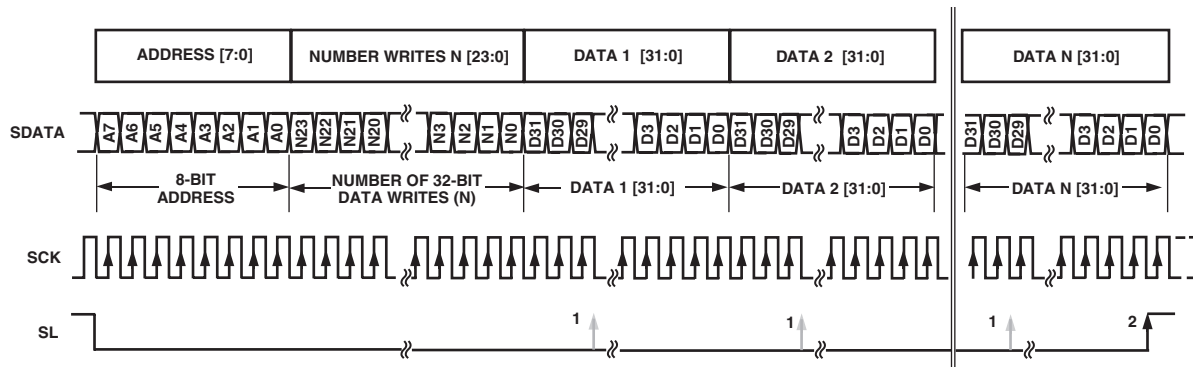 ADDRESS [7:0] NUMBER WRITES N [23:0] DATA 1 [31:0] DATA 2 [31:0] DATA N [31:0]
SDATA A7 A6 A5 A4 A3 A2 A1 A0 N23 N22 N21 N20 N3 N2 N1 N0 D31 D30 D29 D3 D2 D1 D0 D31 D30 D29 D3 D2 D1 D0 D31 D30 D29 D3 D2 D1 D0
8-BIT ADDRESS NUMBER OF 32-BIT DATA WRITES (N) DATA 1 [31:0] DATA 2 [31:0] DATA N [31:0]
SCK
SL 1 1 1 2